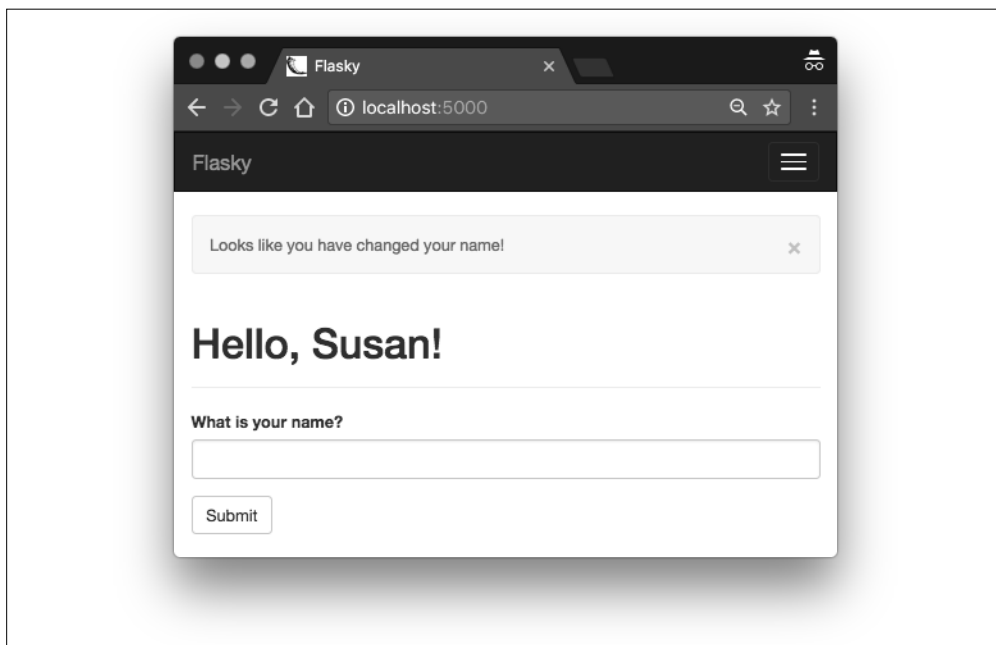 Flasky
localhost:5000
Flasky
Looks like you have changed your name!
Hello, Susan!
What is your name?
Submit